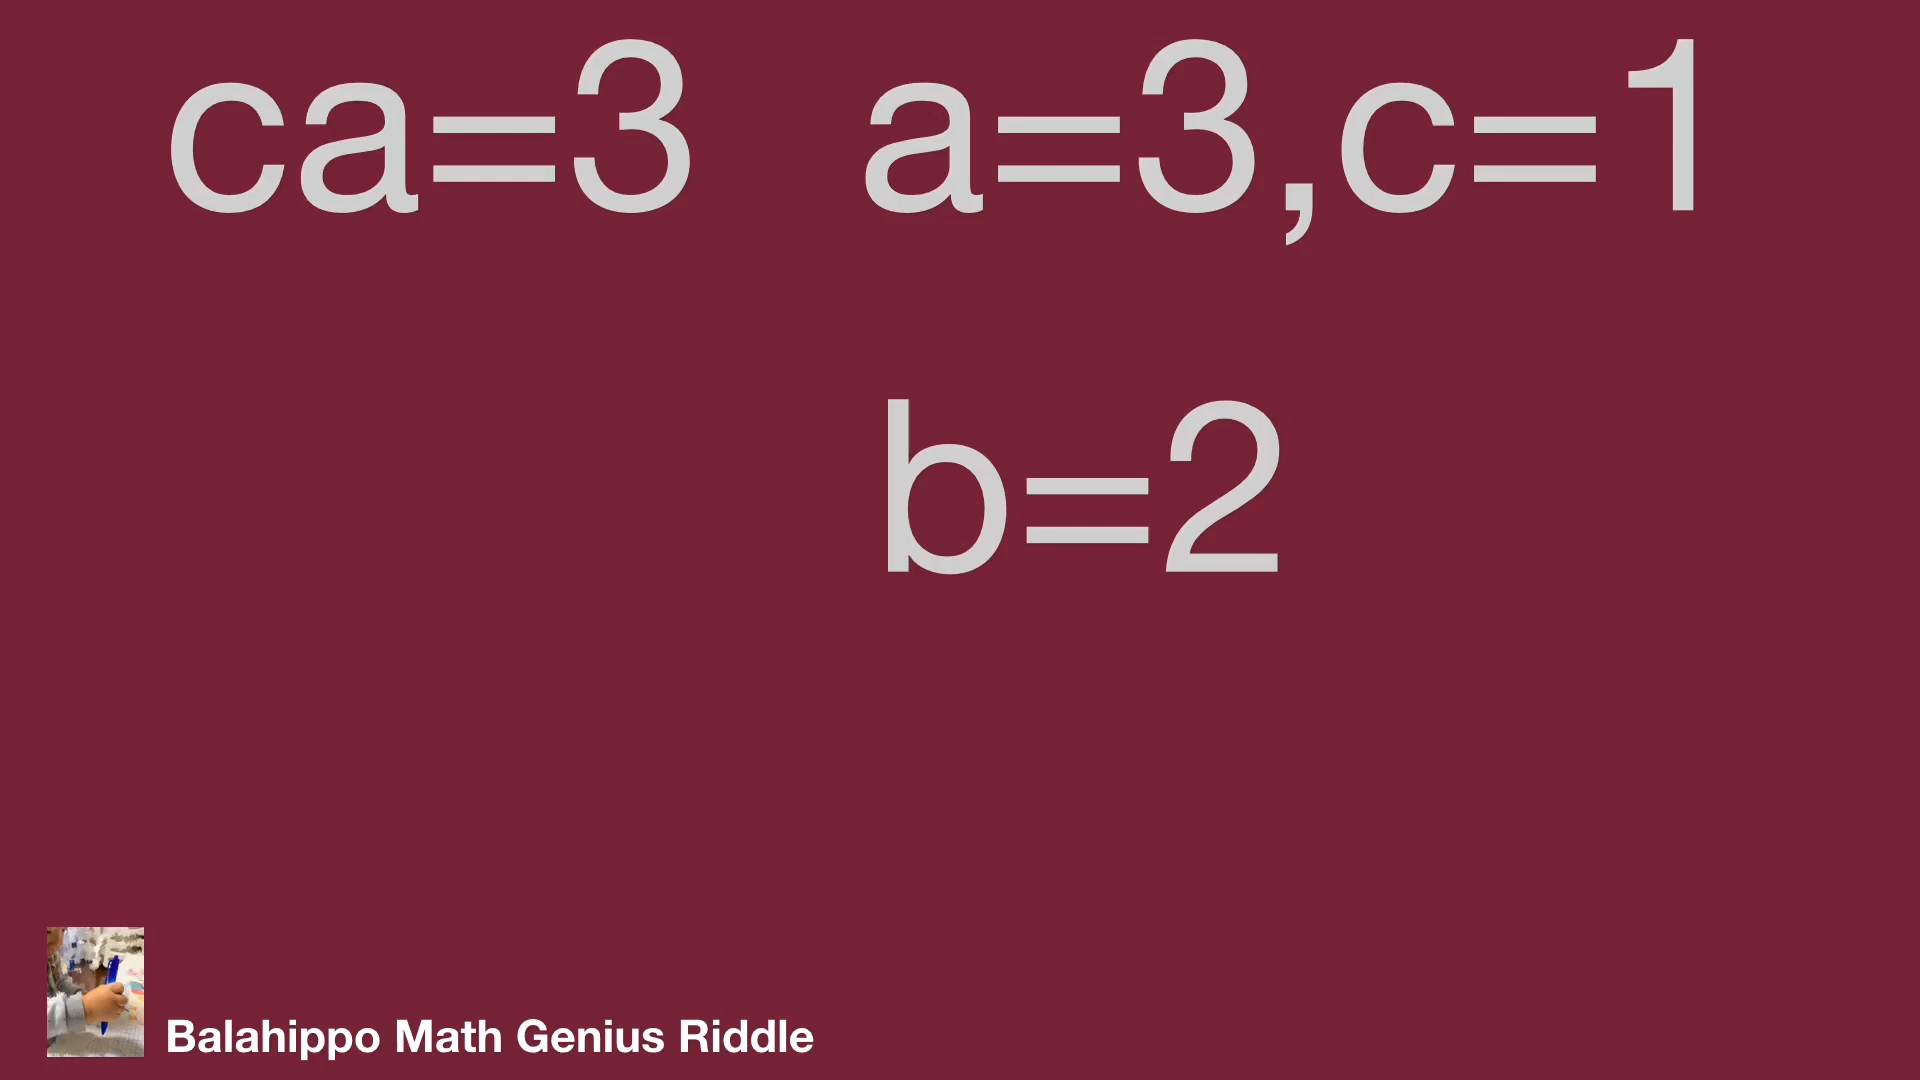 ca=3 a=3,c=1
b=2
Balahippo Math Genius Riddle